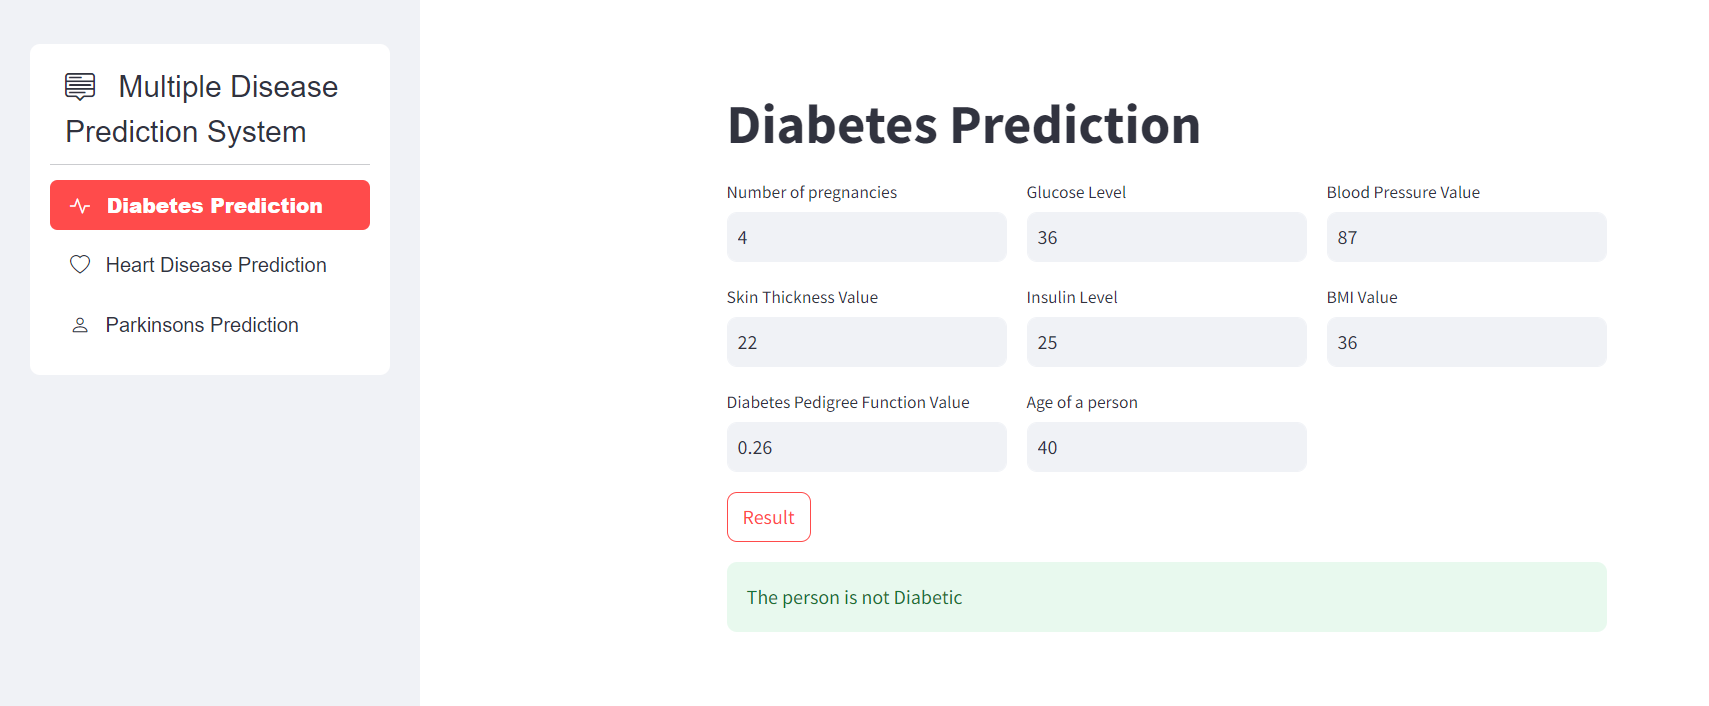 Multiple Disease
Prediction System
Diabetes Prediction
Heart Disease Prediction
Parkinsons Prediction
Diabetes Prediction
Number of pregnancies
Glucose Level
Blood Pressure Value
4
36
87
Skin Thickness Value
Insulin Level
BMI Value
22
25
36
Diabetes Pedigree Function Value
Age of a person
0.26
40
Result
The person is not Diabetic